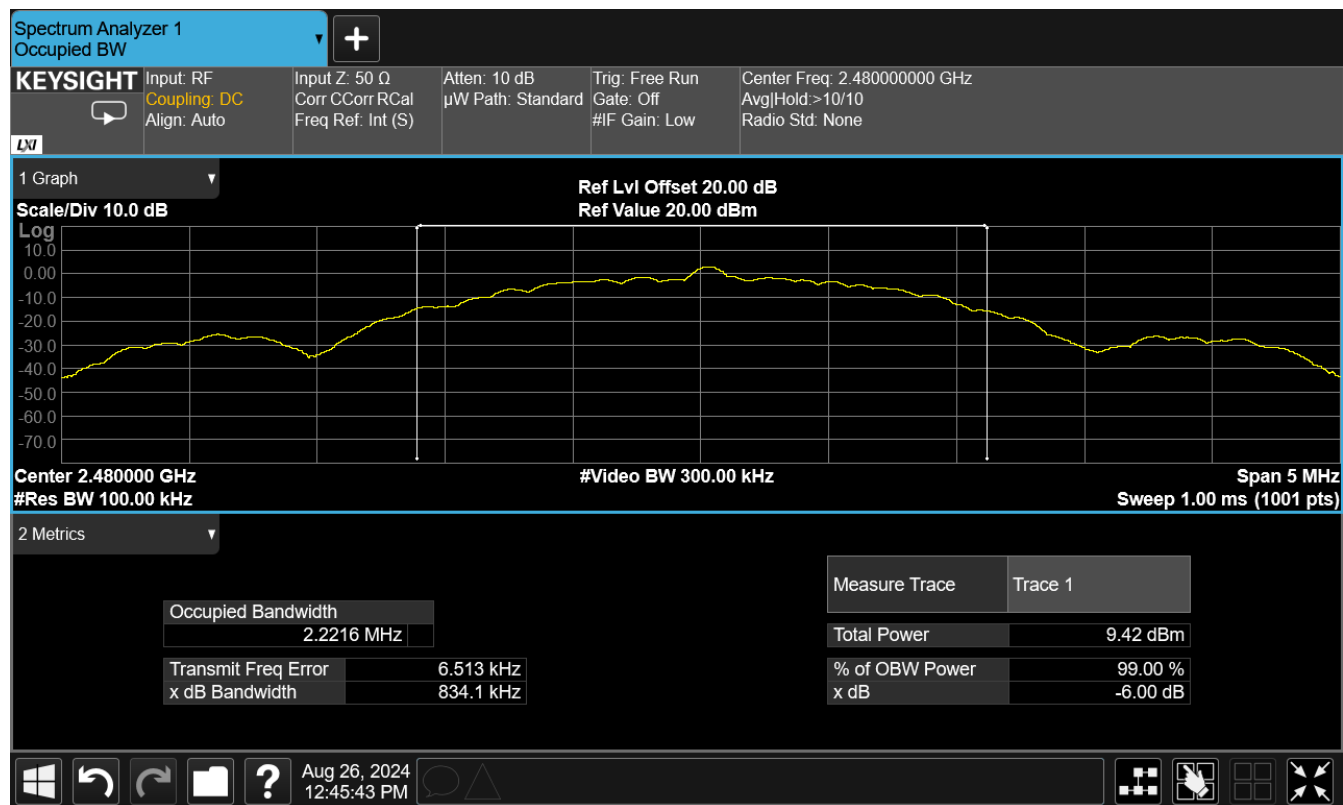 Spectrum Analyzer 1
Occupied BW
KEYSIGHT
LXI
Input: RF
Coupling: DC
Align: Auto
Input Z: 50 Ω
Corr CCorr RCal
Freq Ref: Int (S)
Atten: 10 dB
µW Path: Standard
Trig: Free Run
Gate: Off
#IF Gain: Low
Center Freq: 2.480000000 GHz
Avg|Hold:>10/10
Radio Std: None
1 Graph
Scale/Div 10.0 dB
Ref Lvl Offset 20.00 dB
Ref Value 20.00 dBm
Log
10.0
0.00
-10.0
-20.0
-30.0
-40.0
-50.0
-60.0
-70.0
Center 2.480000 GHz
#Video BW 300.00 kHz
Span 5 MHz
#Res BW 100.00 kHz
Sweep 1.00 ms (1001 pts)
2 Metrics
Occupied Bandwidth
2.2216 MHz
Transmit Freq Error 6.513 kHz
x dB Bandwidth 834.1 kHz
Measure Trace Trace 1
Total Power 9.42 dBm
% of OBW Power 99.00 %
x dB -6.00 dB
?
Aug 26, 2024
12:45:43 PM